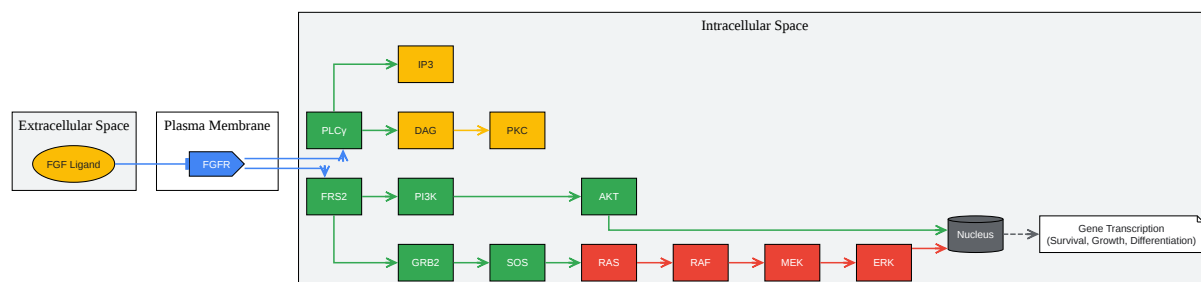 Intracellular Space
IP3
Extracellular Space
Plasma Membrane
PLCγ
DAG
PKC
FGF Ligand
FGFR
FRS2
PI3K
AKT
Nucleus
Gene Transcription
(Survival, Growth, Differentiation)
GRB2
SOS
RAS
RAF
MEK
ERK